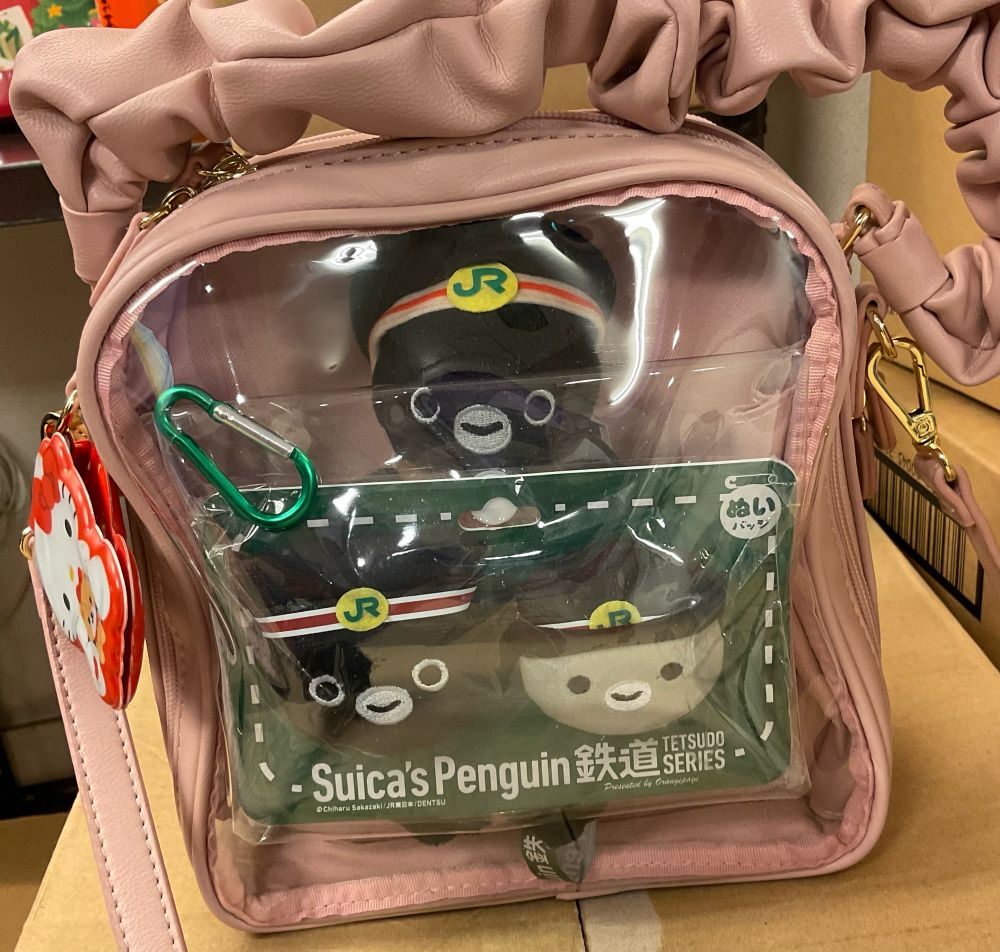 JR
ぬい
バッジ
JR
JR
Suica's Penguin 鉄道 TETSUDO SERIES
Presented by Orangepage
©Chiharu Sakazaki/JR東日本/DENTSU
鉄